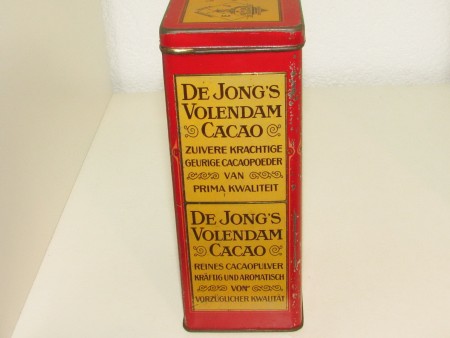 DE JONG'S
VOLENDAM
CACAO
ZUIVERE KRACHTIGE
GEURIGE CACAOPOEDER
VAN
PRIMA KWALITEIT
DE JONG'S
VOLENDAM
CACAO
REINES CACAOPULVER
KRÄFTIG UND AROMATISCH
VON
VORZÜGLICHER KWALITÄT